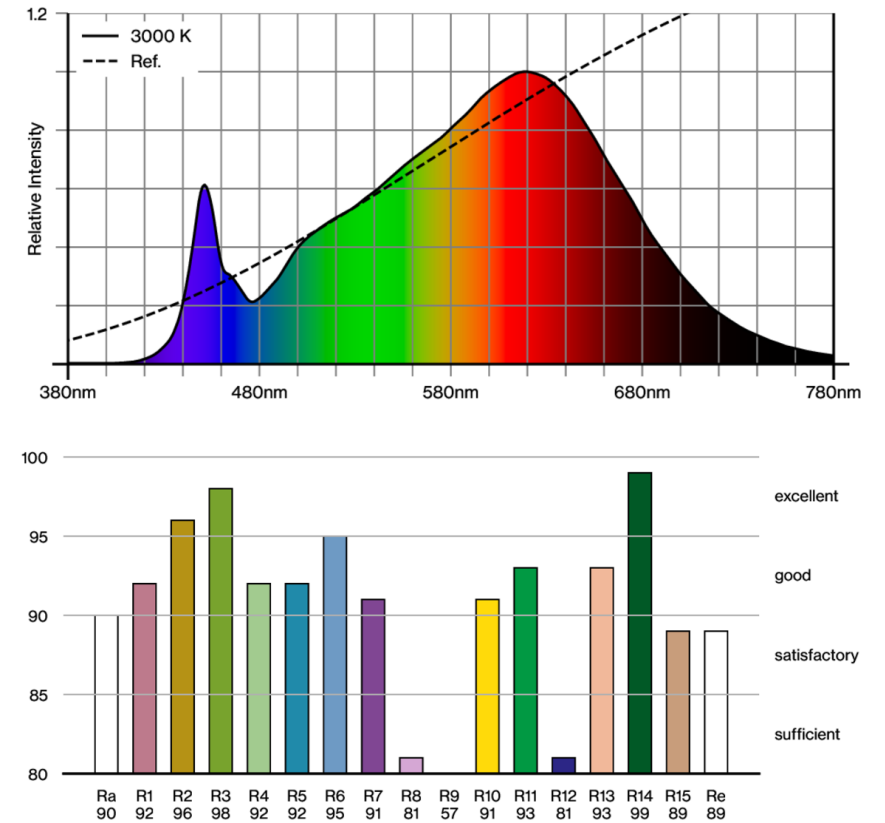 1.2
3000 K
Ref.
Relative Intensity
380nm 480nm 580nm 680nm 780nm
100
excellent
95
good
90
satisfactory
85
sufficient
80
Ra R1 R2 R3 R4 R5 R6 R7 R8 R9 R10 R11 R12 R13 R14 R15 Re
90 92 96 98 92 92 95 91 81 57 91 93 81 93 99 89 89